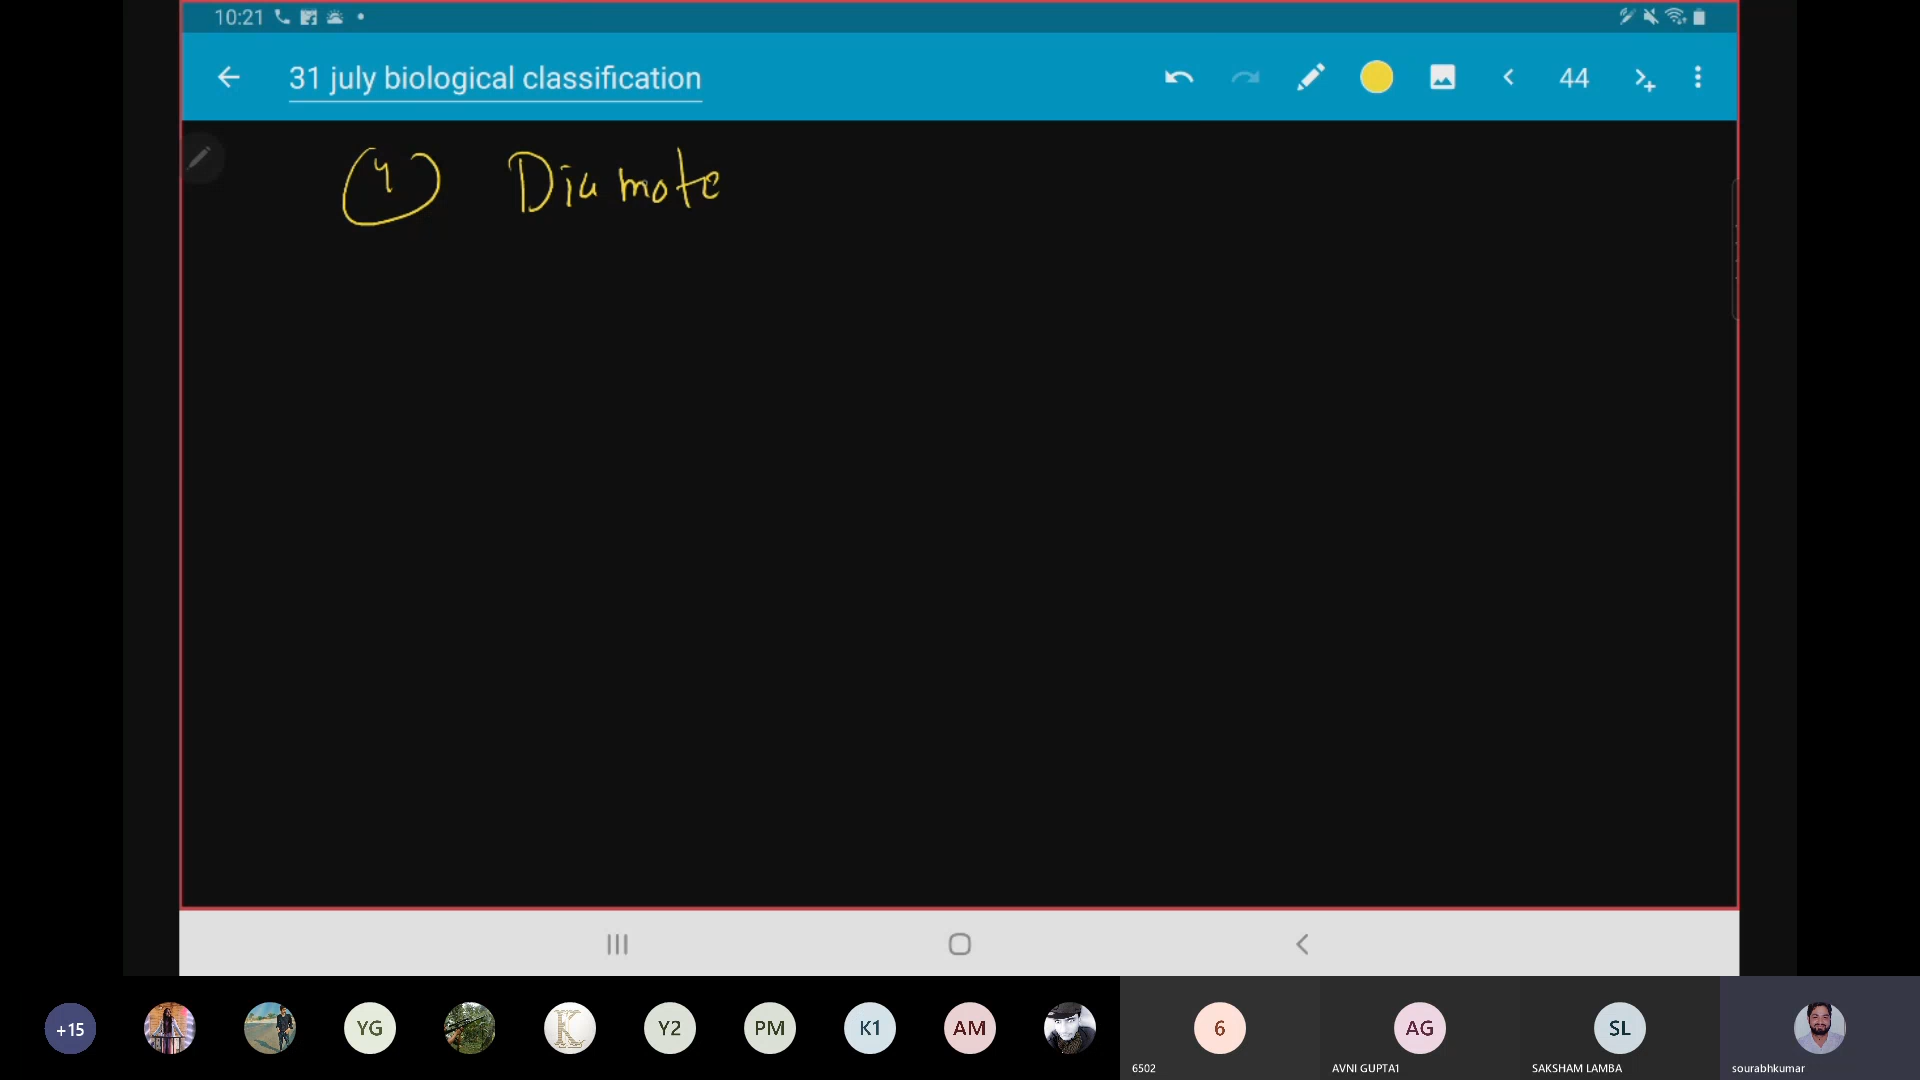 10:21
31 july biological classification
44
(4) Diamote
+15
YG
K
Y2
PM
K1
AM
6
AG
SL
6502
AVNI GUPTA1
SAKSHAM LAMBA
sourabhkumar